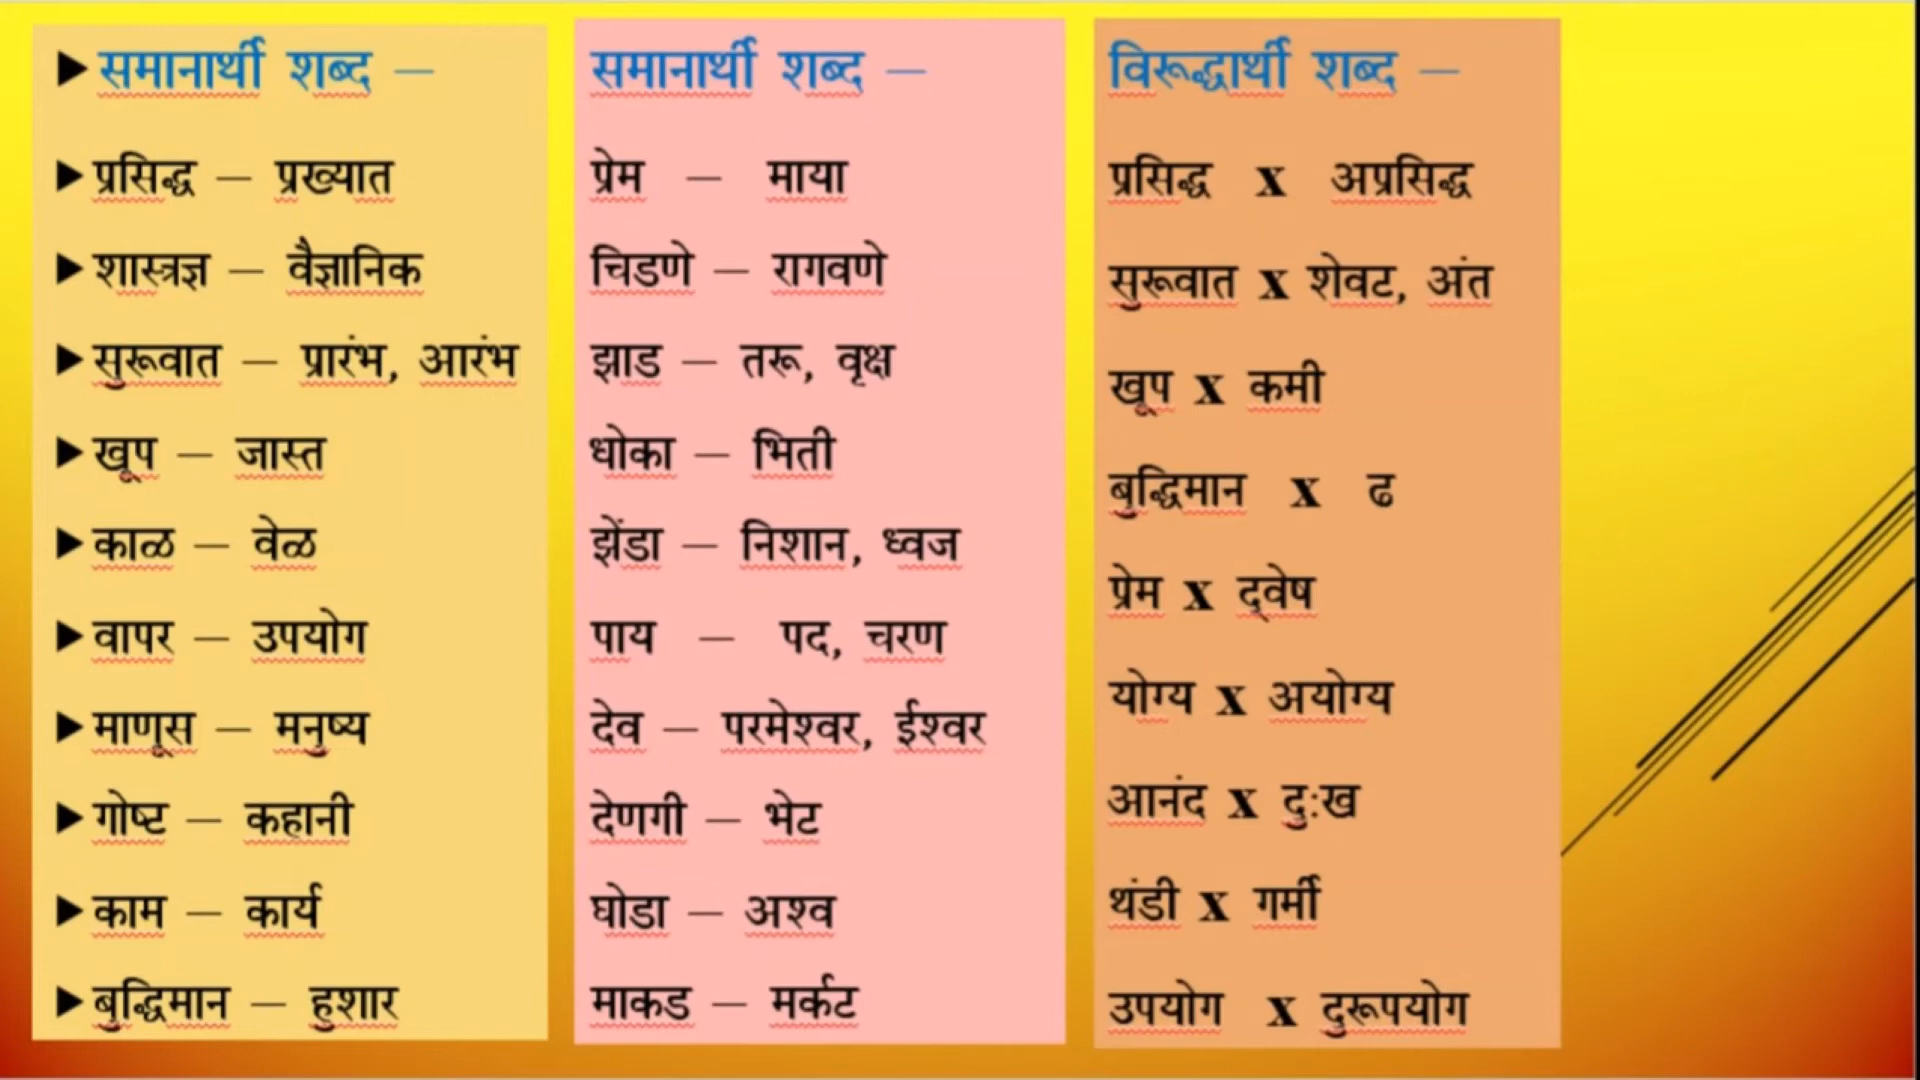 ▶ समानार्थी शब्द –
▶ प्रसिद्ध – प्रख्यात
▶ शास्त्रज्ञ – वैज्ञानिक
▶ सुरूवात – प्रारंभ, आरंभ
▶ खूप – जास्त
▶ काळ – वेळ
▶ वापर – उपयोग
▶ माणूस – मनुष्य
▶ गोष्ट – कहानी
▶ काम – कार्य
▶ बुद्धिमान – हुशार
समानार्थी शब्द –
प्रेम – माया
चिडणे – रागवणे
झाड – तरू, वृक्ष
धोका – भिती
झेंडा – निशान, ध्वज
पाय – पद, चरण
देव – परमेश्वर, ईश्वर
देणगी – भेट
घोडा – अश्व
माकड – मर्कट
विरूद्धार्थी शब्द –
प्रसिद्ध x अप्रसिद्ध
सुरूवात x शेवट, अंत
खूप x कमी
बुद्धिमान x ढ
प्रेम x द्वेष
योग्य x अयोग्य
आनंद x दु:ख
थंडी x गर्मी
उपयोग x दुरूपयोग